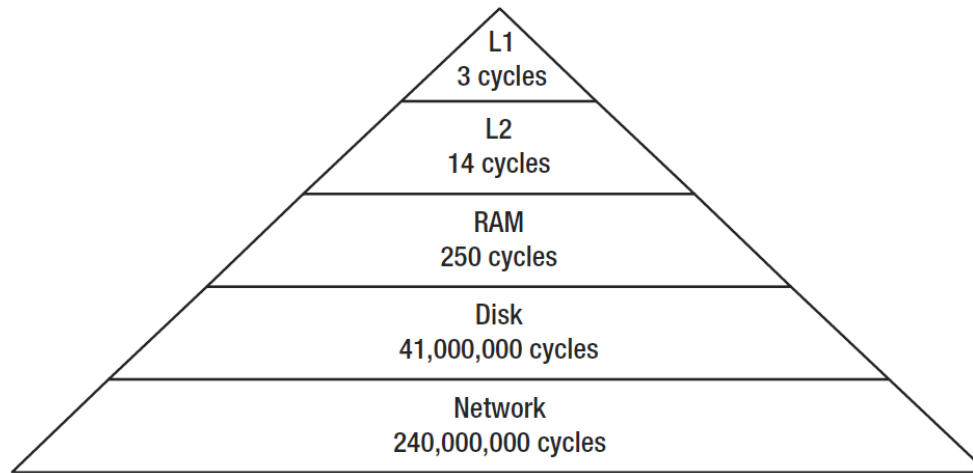 L1
3 cycles
L2
14 cycles
RAM
250 cycles
Disk
41,000,000 cycles
Network
240,000,000 cycles